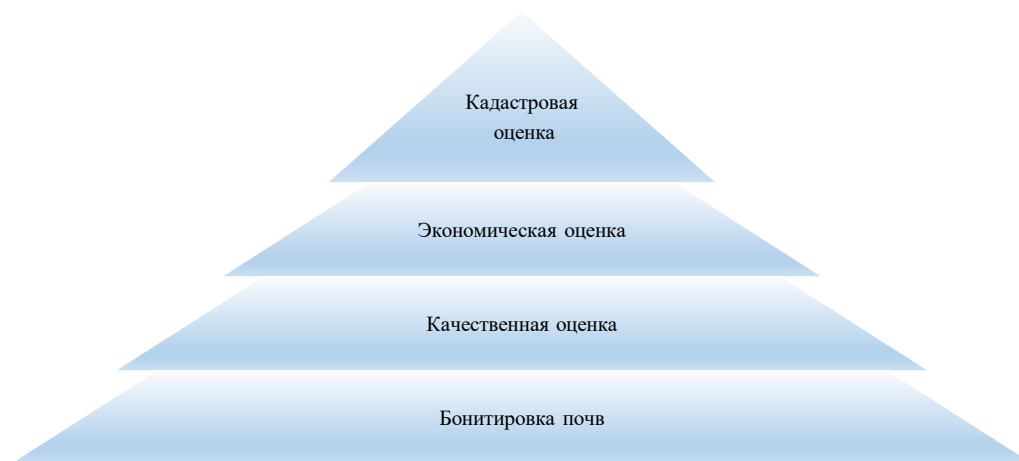 Кадастровая
оценка
Экономическая оценка
Качественная оценка
Бонитировка почв